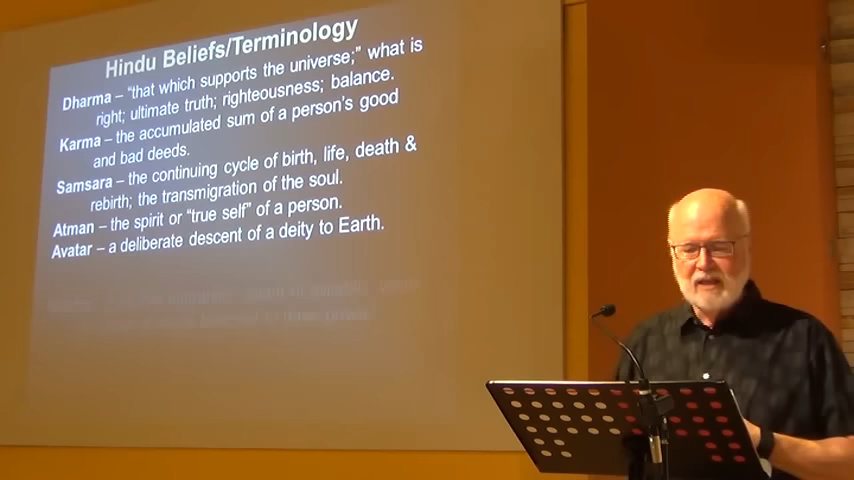 Hindu Beliefs/Terminology
Dharma – “that which supports the universe;” what is
right; ultimate truth; righteousness; balance.
Karma – the accumulated sum of a person’s good
and bad deeds.
Samsara – the continuing cycle of birth, life, death &
rebirth; the transmigration of the soul.
Atman – the spirit or “true self” of a person.
Avatar – a deliberate descent of a deity to Earth.